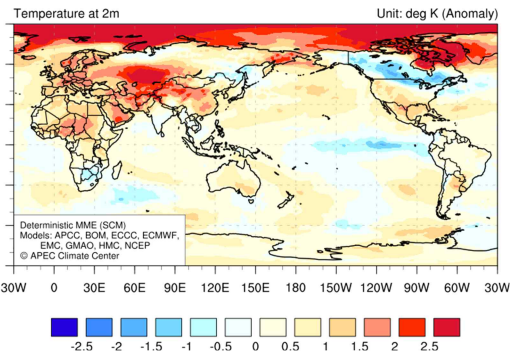 Temperature at 2m Unit: deg K (Anomaly)
Deterministic MME (SCM)
Models: APCC, BOM, ECCC, ECMWF,
EMC, GMAO, HMC, NCEP
© APEC Climate Center
30W 0 30E 60E 90E 120E 150E 180 150W 120W 90W 60W 30W
-2.5 -2 -1.5 -1 -0.5 0 0.5 1 1.5 2 2.5